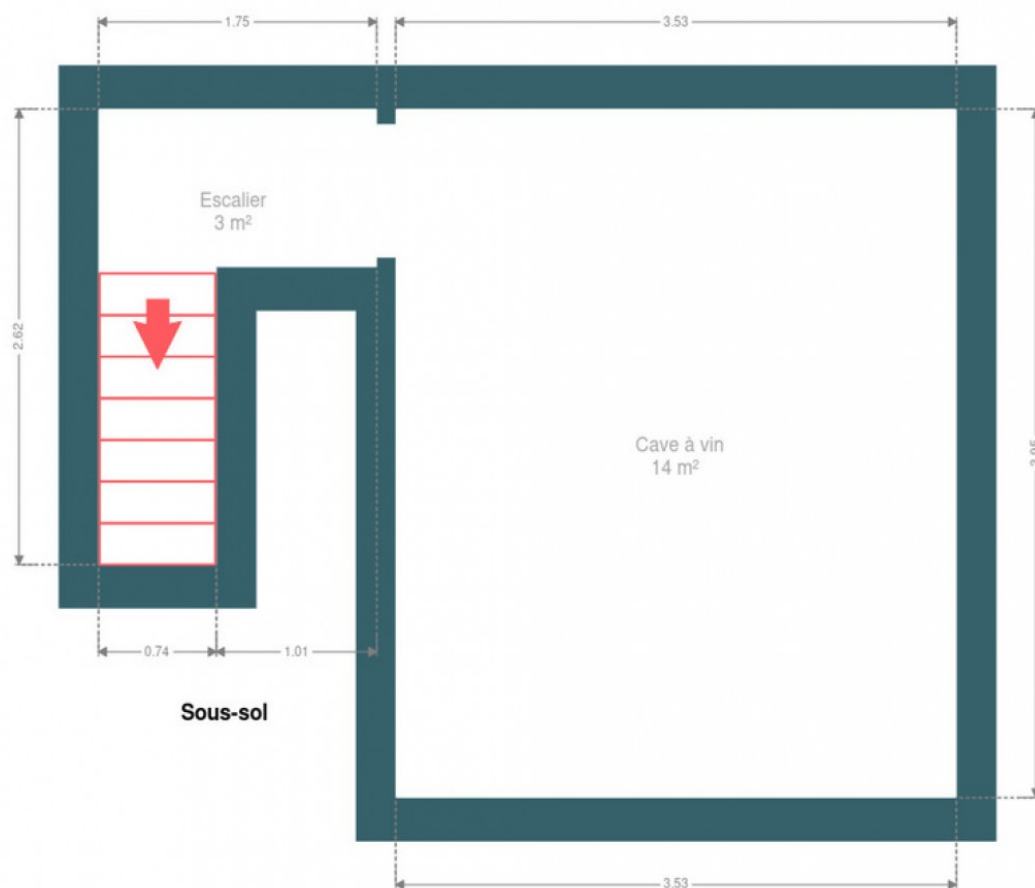 1.75
3.53
Escalier
3 m²
2.62
Cave à vin
14 m²
0.74
1.01
Sous-sol
3.53